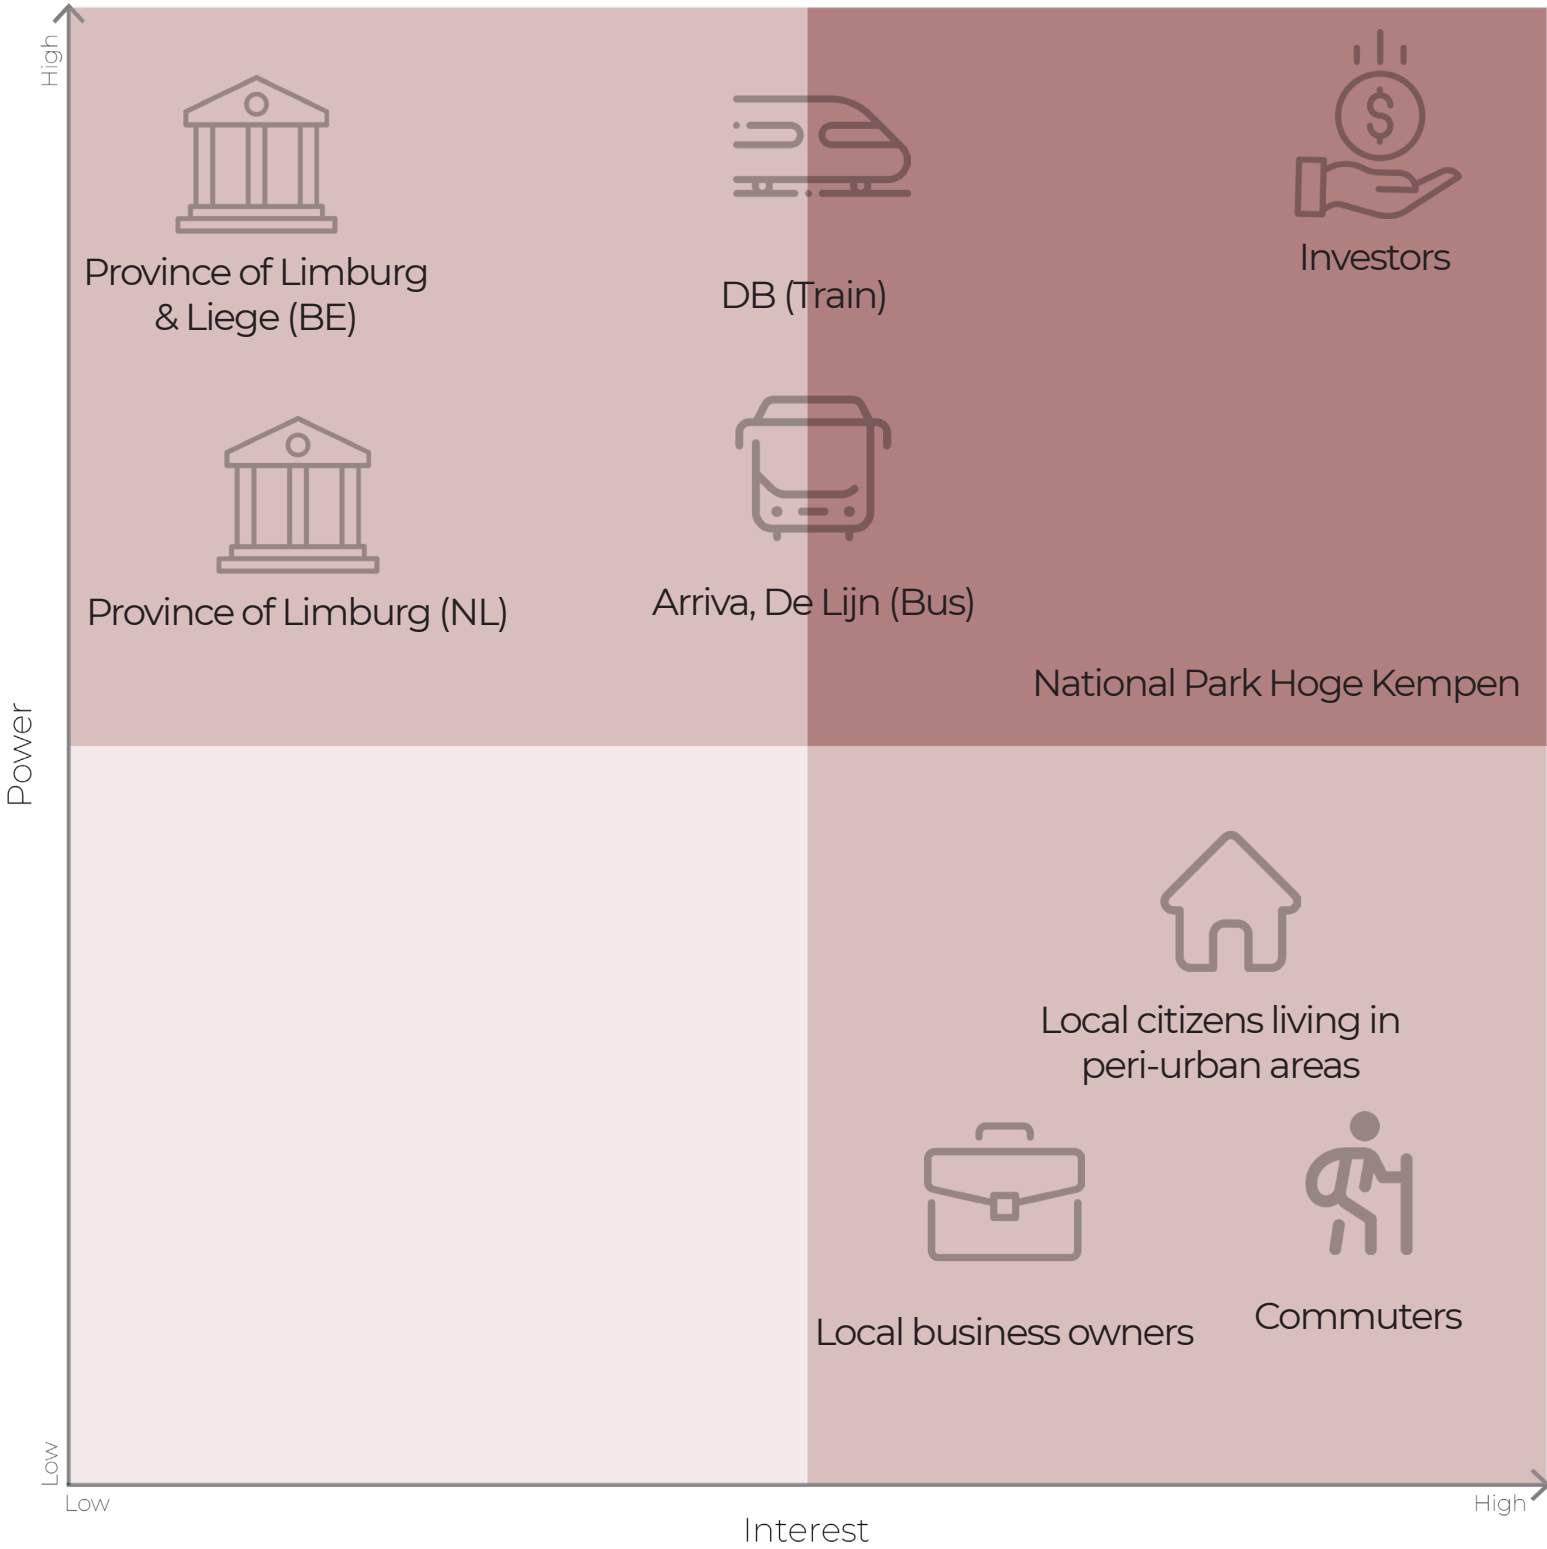 High
Province of Limburg
& Liege (BE)
DB (Train)
$
Investors
Province of Limburg (NL)
Arriva, De Lijn (Bus)
National Park Hoge Kempen
Power
Local citizens living in
peri-urban areas
Local business owners
Commuters
Low
Low
High
Interest